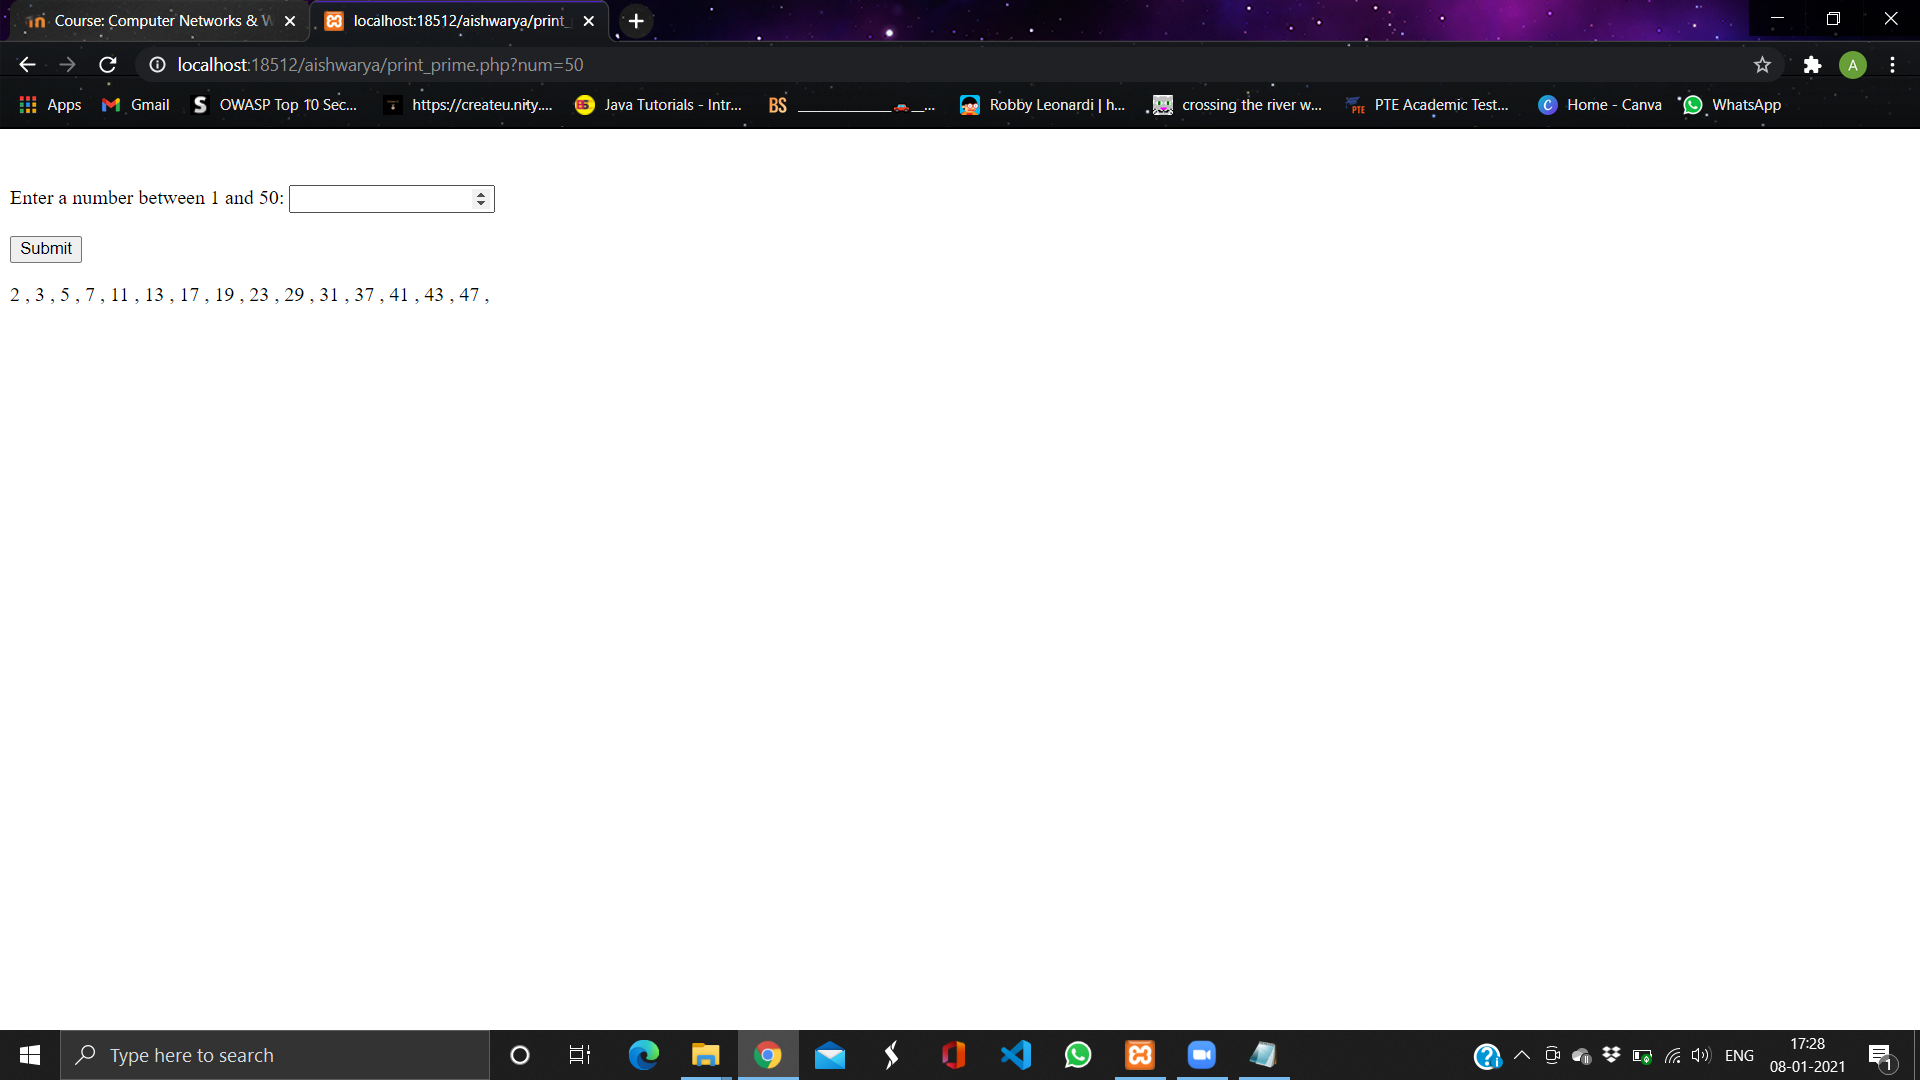 Course: Computer Networks & W
localhost:18512/aishwarya/print_
localhost:18512/aishwarya/print_prime.php?num=50
A
Apps
Gmail
OWASP Top 10 Sec...
https://createu.nity....
Java Tutorials - Intr...
Robby Leonardi | h...
crossing the river w...
PTE Academic Test...
Home - Canva
WhatsApp
Enter a number between 1 and 50:
Submit
2 , 3 , 5 , 7 , 11 , 13 , 17 , 19 , 23 , 29 , 31 , 37 , 41 , 43 , 47 ,
Type here to search
ENG
17:28
08-01-2021
1